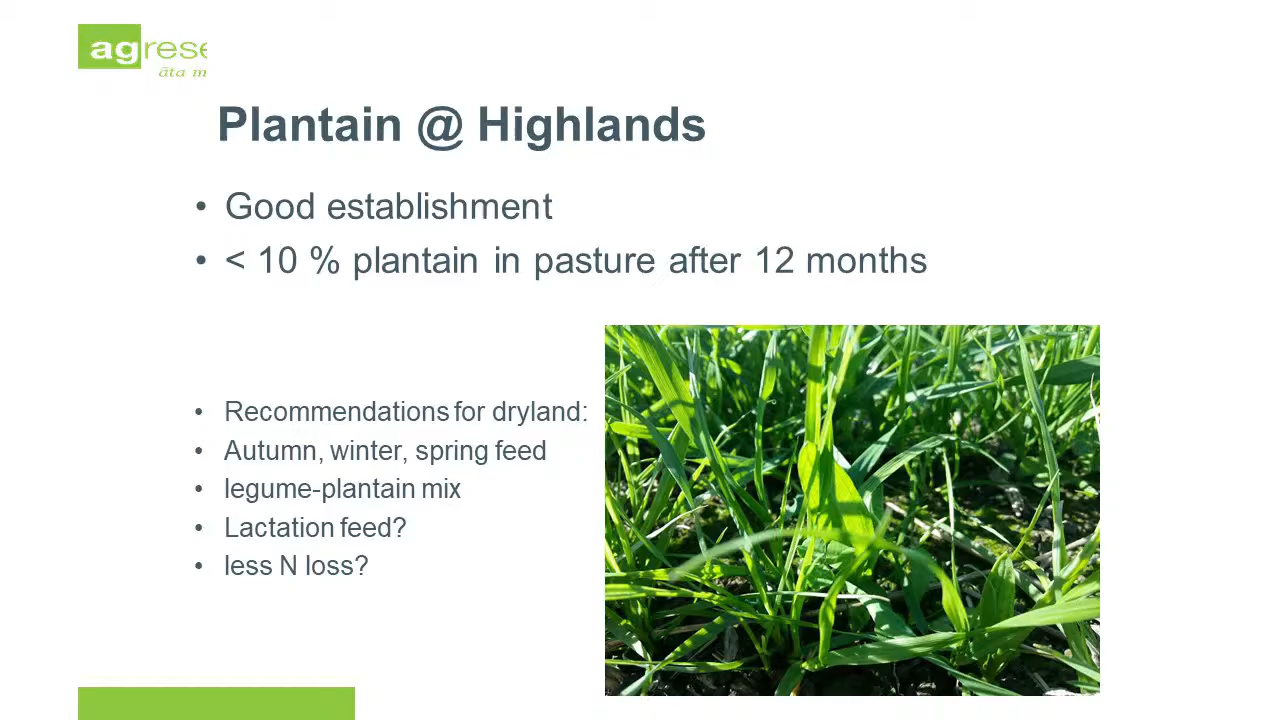 agrese
āta m
Plantain @ Highlands
• Good establishment
• < 10 % plantain in pasture after 12 months
• Recommendations for dryland:
• Autumn, winter, spring feed
• legume-plantain mix
• Lactation feed?
• less N loss?